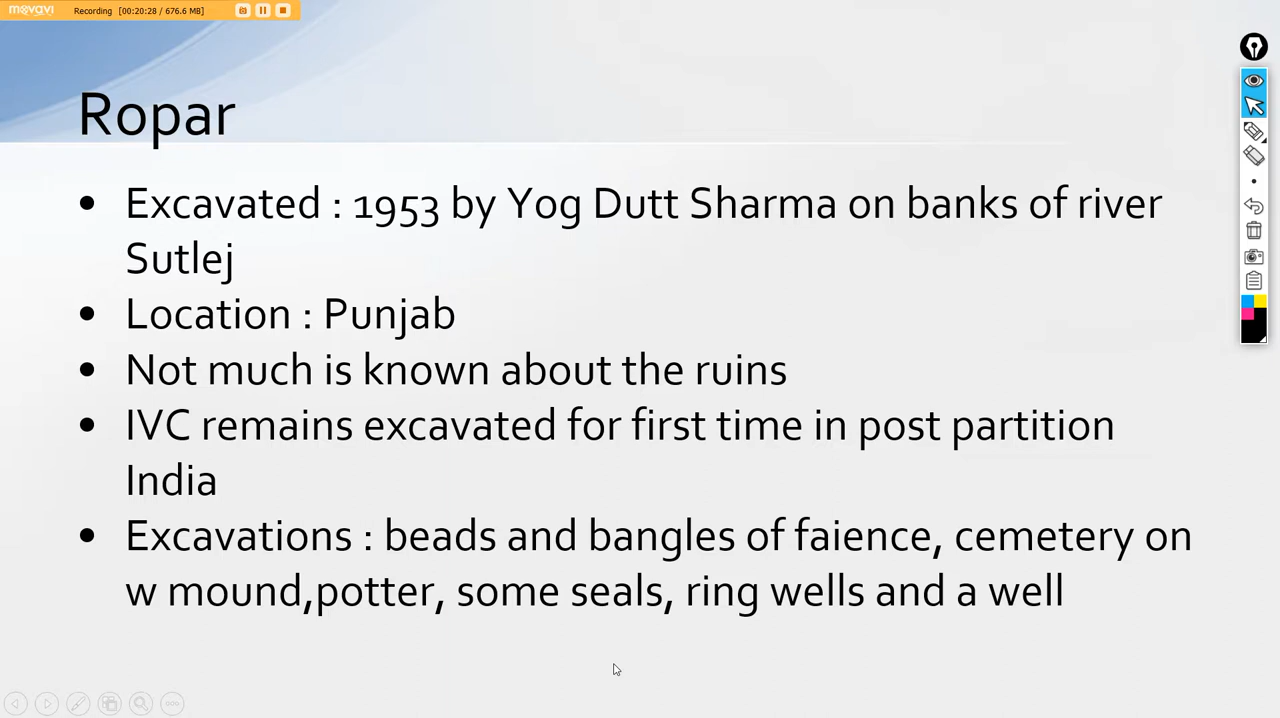 movavi
Recording [00:20:28 / 676.6 MB]
Ropar
• Excavated : 1953 by Yog Dutt Sharma on banks of river
Sutlej
• Location : Punjab
• Not much is known about the ruins
• IVC remains excavated for first time in post partition
India
• Excavations : beads and bangles of faience, cemetery on
w mound,potter, some seals, ring wells and a well